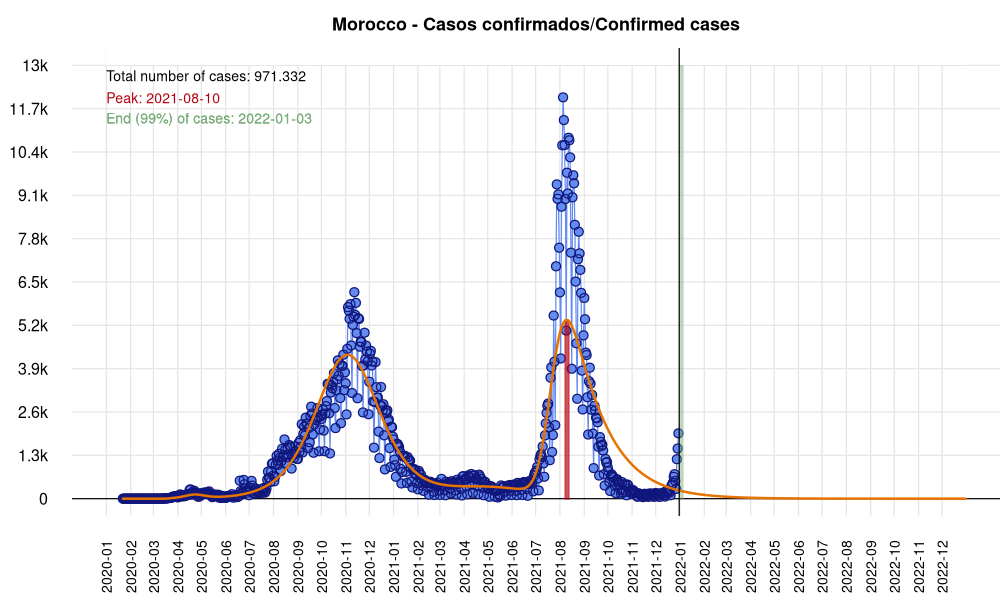 Morocco - Casos confirmados/Confirmed cases
Total number of cases: 971.332
Peak: 2021-08-10
End (99%) of cases: 2022-01-03
13k
11.7k
10.4k
9.1k
7.8k
6.5k
5.2k
3.9k
2.6k
1.3k
0
2020-01
2020-02
2020-03
2020-04
2020-05
2020-06
2020-07
2020-08
2020-09
2020-10
2020-11
2020-12
2021-01
2021-02
2021-03
2021-04
2021-05
2021-06
2021-07
2021-08
2021-09
2021-10
2021-11
2021-12
2022-01
2022-02
2022-03
2022-04
2022-05
2022-06
2022-07
2022-08
2022-09
2022-10
2022-11
2022-12